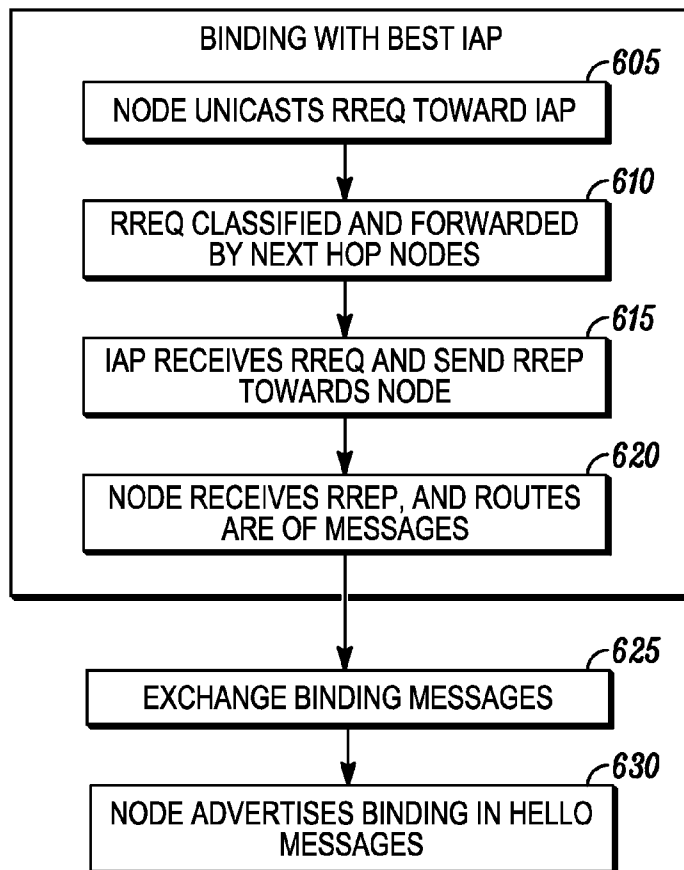 BINDING WITH BEST IAP
605
NODE UNICASTS RREQ TOWARD IAP
610
RREQ CLASSIFIED AND FORWARDED
BY NEXT HOP NODES
615
IAP RECEIVES RREQ AND SEND RREP
TOWARDS NODE
620
NODE RECEIVES RREP, AND ROUTES
ARE OF MESSAGES
625
EXCHANGE BINDING MESSAGES
630
NODE ADVERTISES BINDING IN HELLO
MESSAGES